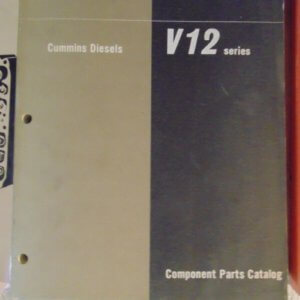 Cummins Diesels
V12 series
Component Parts Catalog